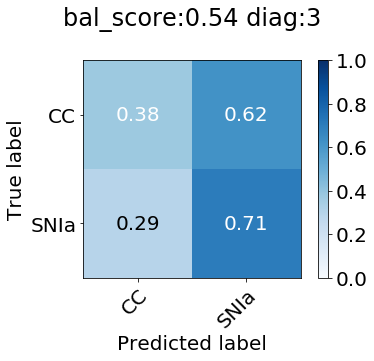 bal_score:0.54 diag:3
CC
0.38 0.62
SNIa
0.29 0.71
CC SNIa
True label
Predicted label
1.0
0.8
0.6
0.4
0.2
0.0